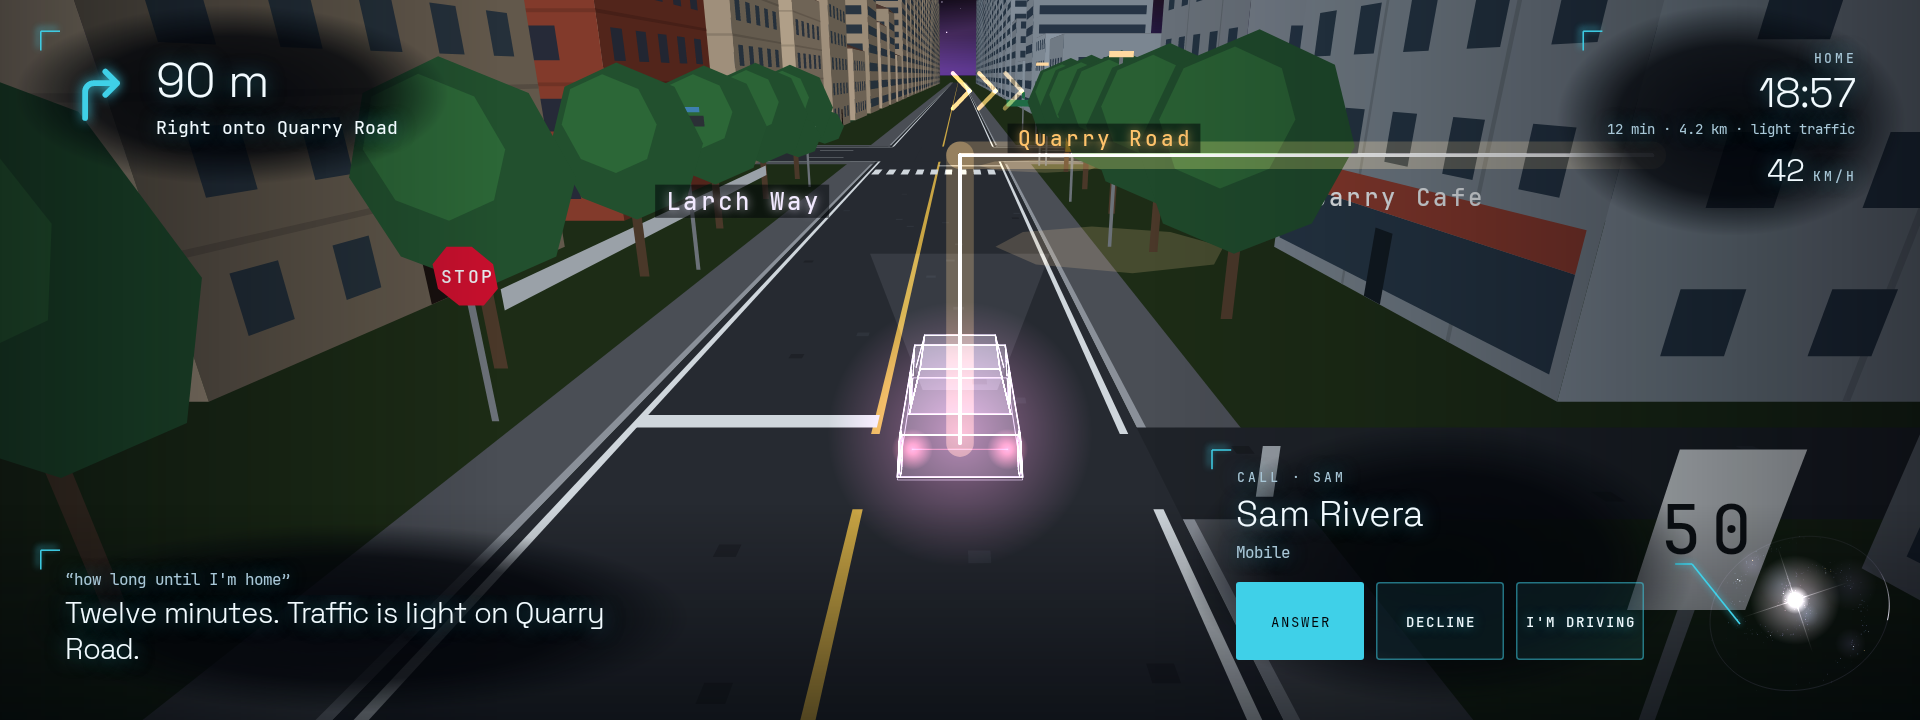 90 m
Right onto Quarry Road
HOME
18:57
12 min · 4.2 km · light traffic
42 KM/H
Quarry Road
Larch Way
Cafe
STOP
CALL · SAM
Sam Rivera
Mobile
50
ANSWER
DECLINE
I'M DRIVING
“how long until I'm home”
Twelve minutes. Traffic is light on Quarry
Road.